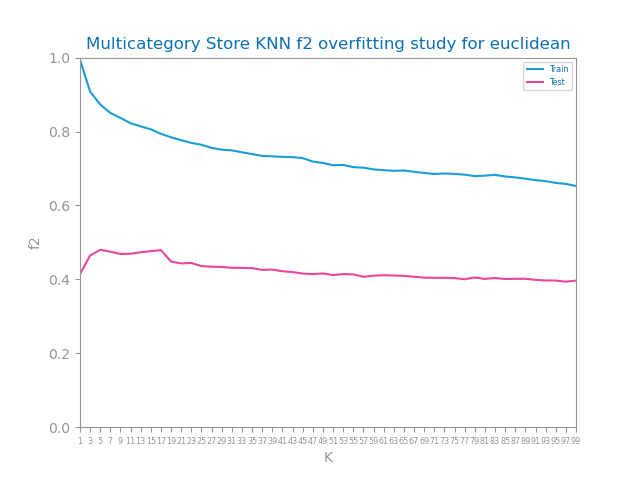 Multicategory Store KNN f2 overfitting study for euclidean
1.0
0.8
0.6
0.4
0.2
0.0
f2
Train
Test
1 3 5 7 9 11 13 15 17 19 21 23 25 27 29 31 33 35 37 39 41 43 45 47 49 51 53 55 57 59 61 63 65 67 69 71 73 75 77 79 81 83 85 87 89 91 93 95 97 99
K